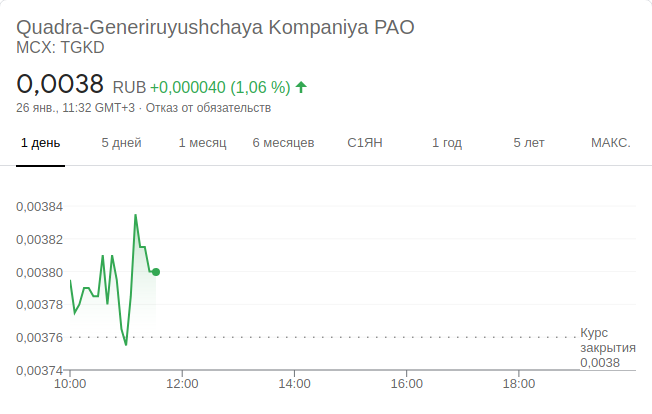 Quadra-Generiruyushchaya Kompaniya PAO
MCX: TGKD
0,0038 RUB +0,000040 (1,06 %)
26 янв., 11:32 GMT+3 · Отказ от обязательств
1 день 5 дней 1 месяц 6 месяцев С1ЯН 1 год 5 лет МАКС.
0,00384
0,00382
0,00380
0,00378
0,00376
0,00374
Курс
закрытия
0,0038
10:00 12:00 14:00 16:00 18:00